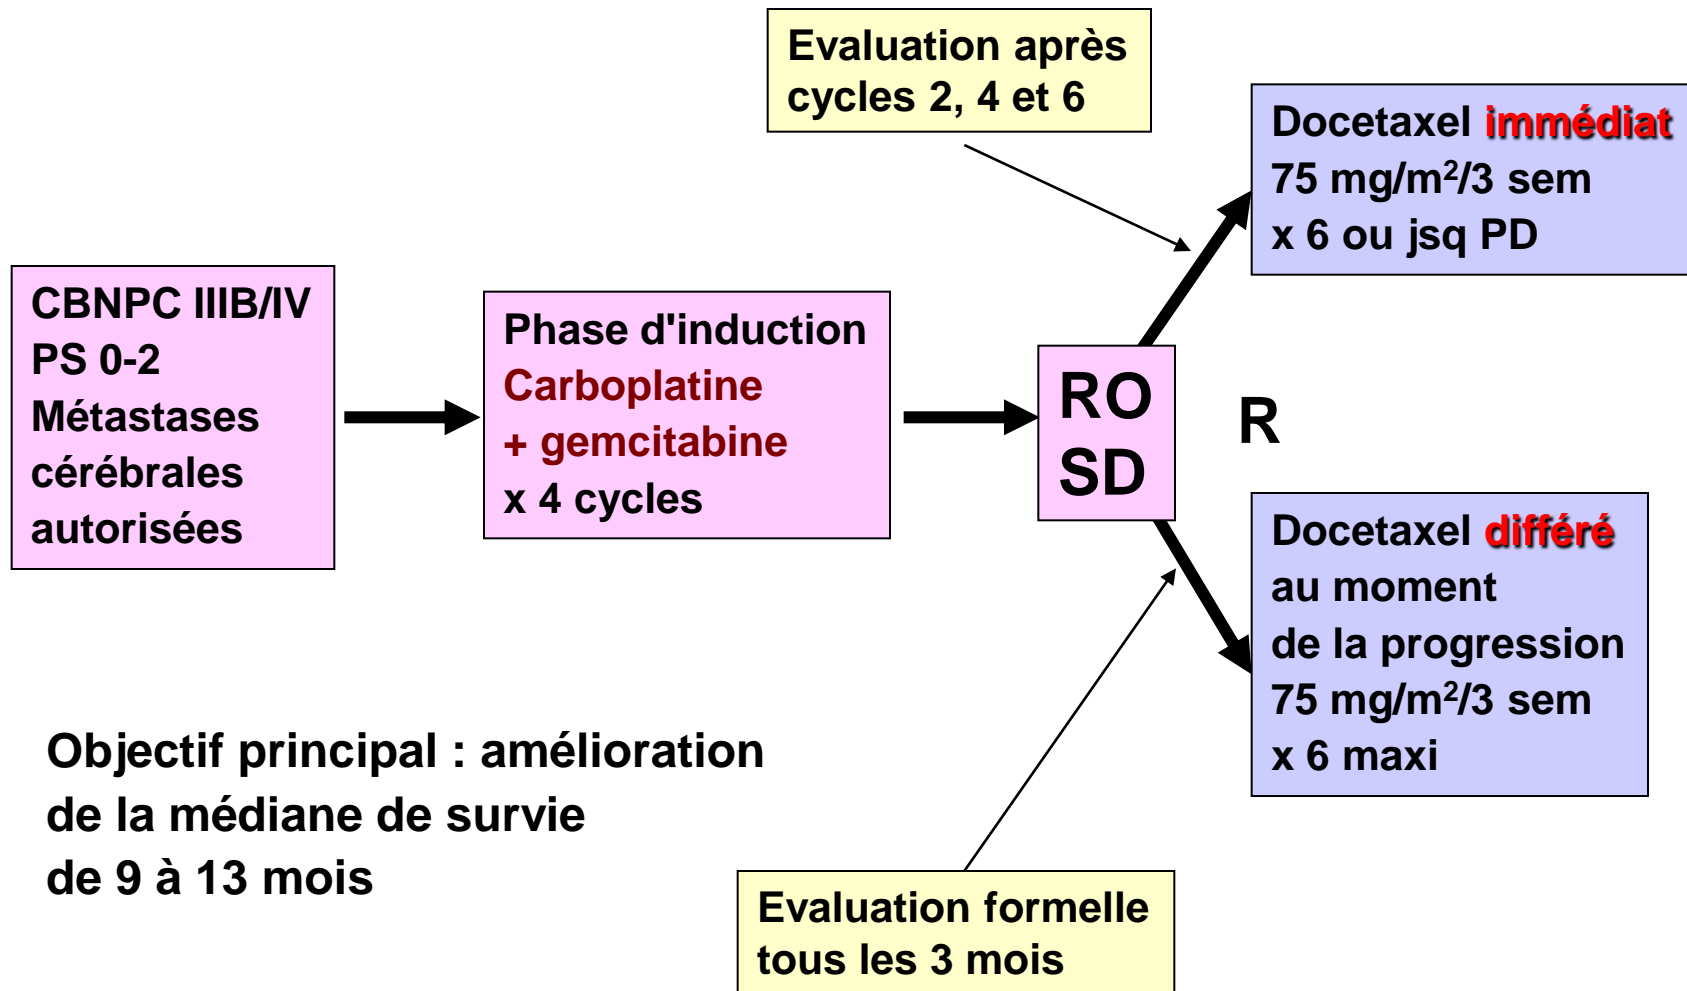 Evaluation après
cycles 2, 4 et 6
Docetaxel immédiat
75 mg/m²/3 sem
x 6 ou jsq PD
CBNPC IIIB/IV
PS 0-2
Métastases
cérébrales
autorisées
Phase d'induction
Carboplatine
+ gemcitabine
x 4 cycles
RO
SD
R
Docetaxel différé
au moment
de la progression
75 mg/m²/3 sem
x 6 maxi
Objectif principal : amélioration
de la médiane de survie
de 9 à 13 mois
Evaluation formelle
tous les 3 mois